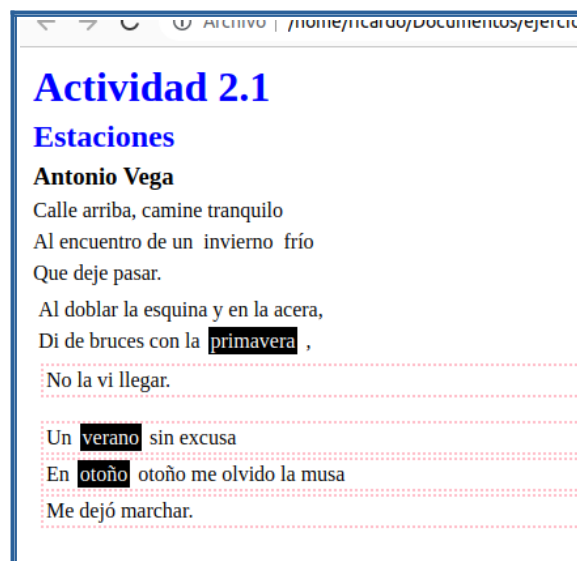 Archivo | /home/ricardo/Documentos/ejercic
Actividad 2.1
Estaciones
Antonio Vega
Calle arriba, camine tranquilo
Al encuentro de un invierno frío
Que deje pasar.
Al doblar la esquina y en la acera,
Di de bruces con la primavera ,
No la vi llegar.
Un verano sin excusa
En otoño otoño me olvido la musa
Me dejó marchar.